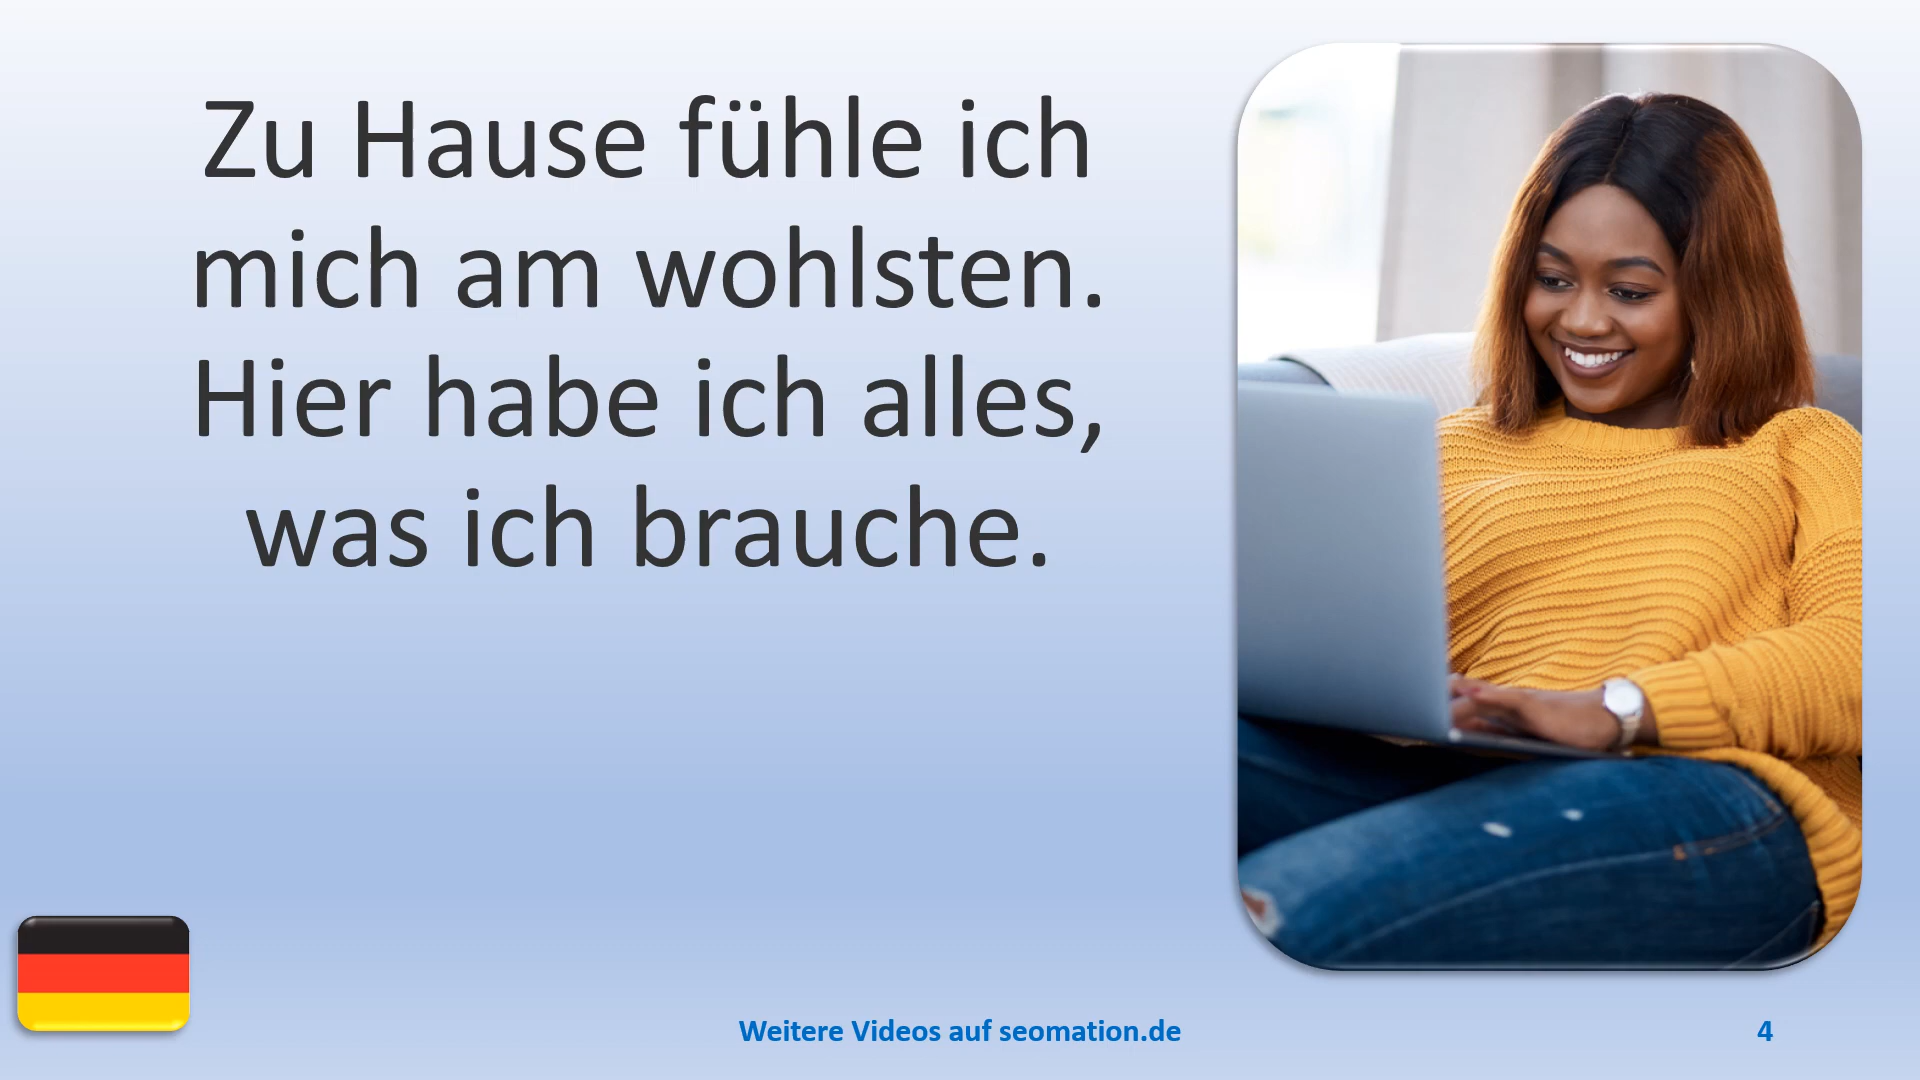 Zu Hause fühle ich
mich am wohlsten.
Hier habe ich alles,
was ich brauche.
Weitere Videos auf seomation.de
4